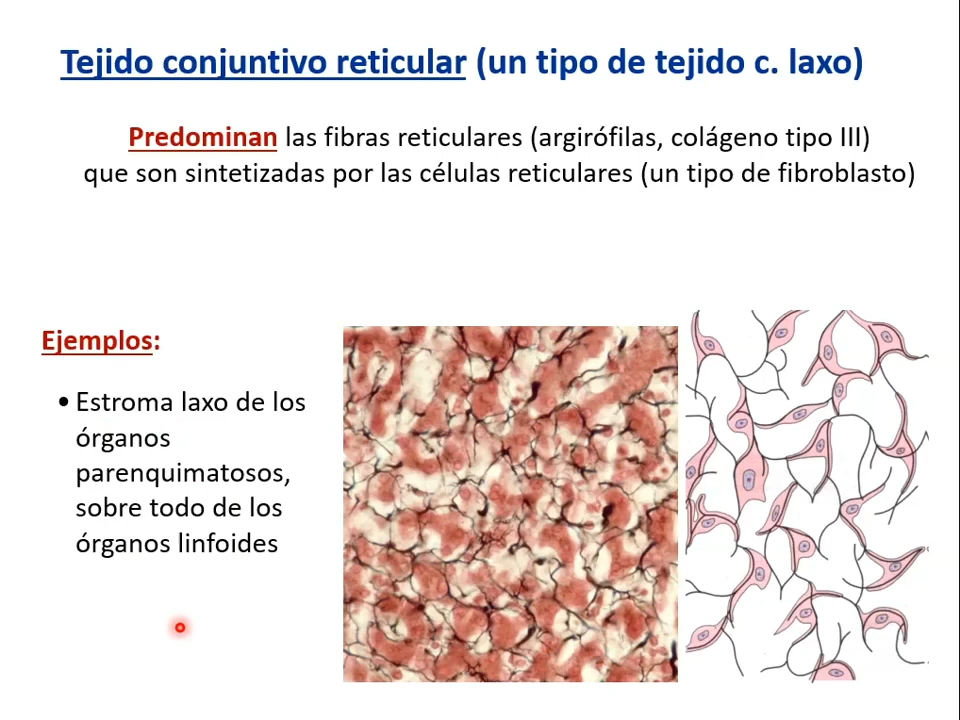 Tejido conjuntivo reticular (un tipo de tejido c. laxo)
Predominan las fibras reticulares (argirófilas, colágeno tipo III)
que son sintetizadas por las células reticulares (un tipo de fibroblasto)
Ejemplos:
• Estroma laxo de los
órganos
parenquimatosos,
sobre todo de los
órganos linfoides